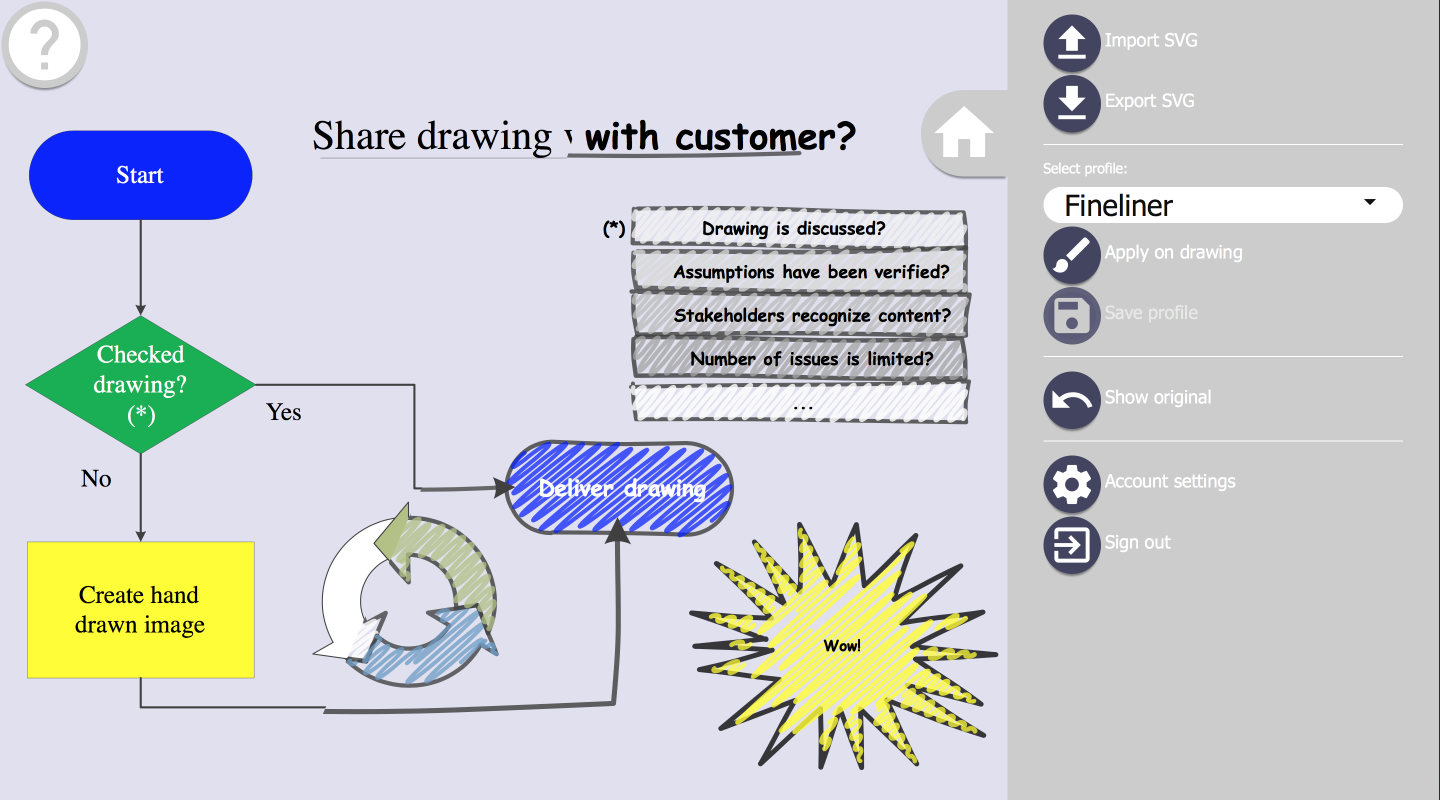 ?
Share drawing with customer?
Start
(*)
Drawing is discussed?
Assumptions have been verified?
Stakeholders recognize content?
Number of issues is limited?
...
Checked
drawing?
(*)
Yes
No
Deliver drawing
Create hand
drawn image
Wow!
Import SVG
Export SVG
Select profile:
Fineliner
Apply on drawing
Save profile
Show original
Account settings
Sign out